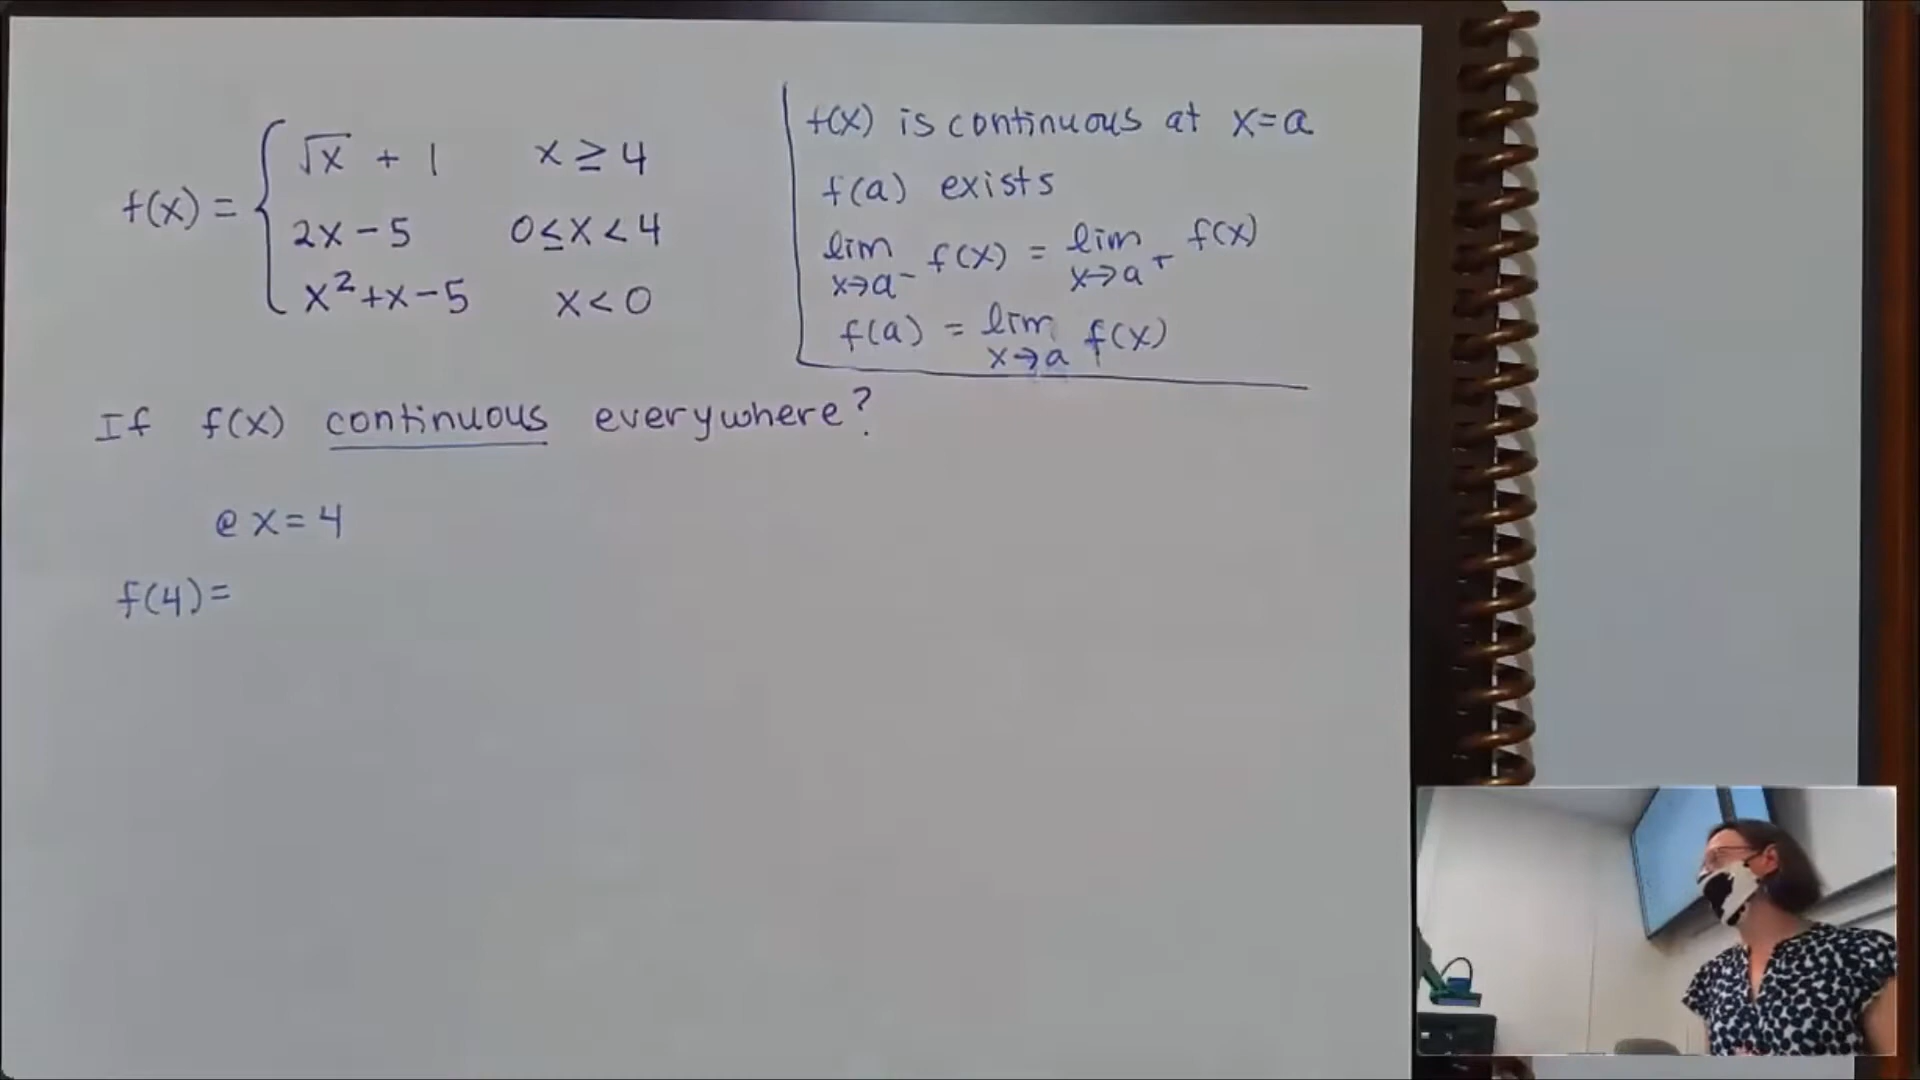 f(x) = { √x + 1 x ≥ 4
2x - 5 0 ≤ x < 4
x² + x - 5 x < 0
f(x) is continuous at x = a
f(a) exists
lim x→a⁻ f(x) = lim x→a⁺ f(x)
f(a) = lim x→a f(x)
If f(x) continuous everywhere?
@ x = 4
f(4) =